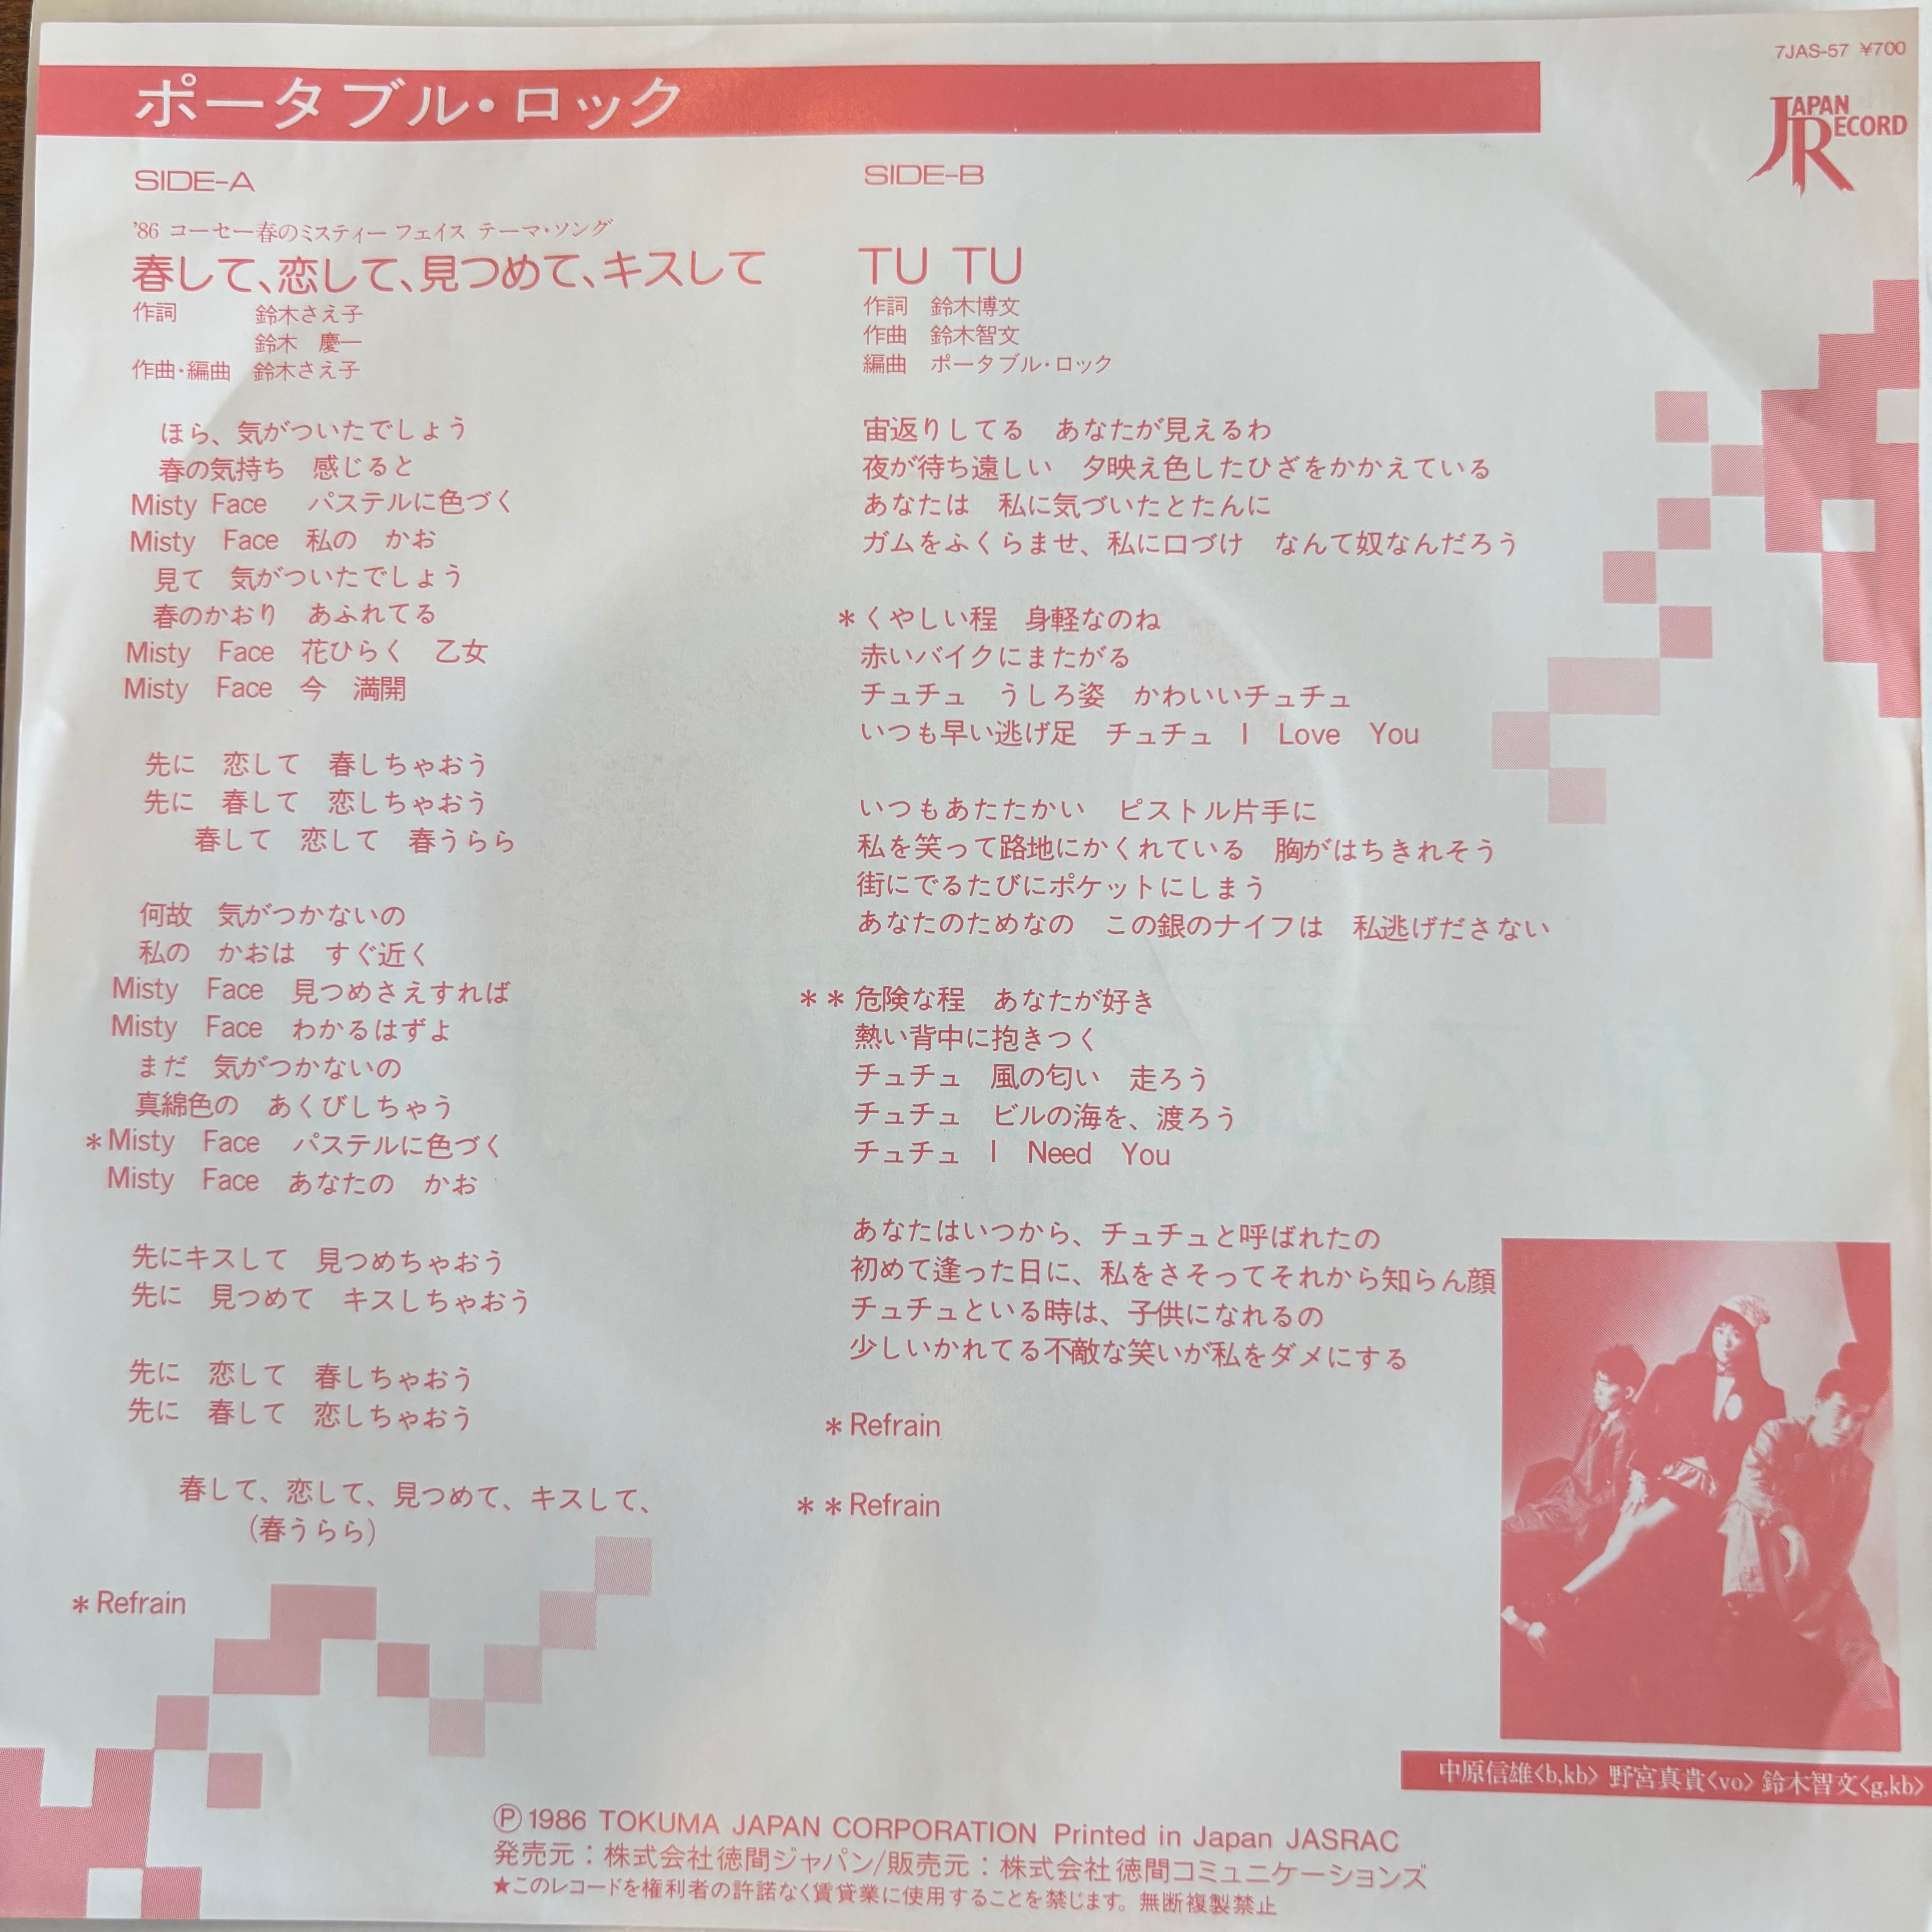 7JAS-57 ¥700
JAPAN RECORD
ポータブル・ロック
SIDE-A
'86 コーセー春のミスティー フェイス テーマ・ソング
春して、恋して、見つめて、キスして
作詞 鈴木さえ子
鈴木 慶一
作曲・編曲 鈴木さえ子
ほら、気がついたでしょう
春の気持ち 感じると
Misty Face パステルに色づく
Misty Face 私の かお
見て 気がついたでしょう
春のかおり あふれてる
Misty Face 花ひらく 乙女
Misty Face 今 満開
先に 恋して 春しちゃおう
先に 春して 恋しちゃおう
春して 恋して 春うらら
何故 気がつかないの
私の かおは すぐ近く
Misty Face 見つめさえすれば
Misty Face わかるはずよ
まだ 気がつかないの
真綿色の あくびしちゃう
*Misty Face パステルに色づく
Misty Face あなたの かお
先にキスして 見つめちゃおう
先に 見つめて キスしちゃおう
先に 恋して 春しちゃおう
先に 春して 恋しちゃおう
春して、恋して、見つめて、キスして、
(春うらら)
*Refrain
SIDE-B
TU TU
作詞 鈴木博文
作曲 鈴木智文
編曲 ポータブル・ロック
宙返りしてる あなたが見えるわ
夜が待ち遠しい 夕映え色したひざをかかえている
あなたは 私に気づいたとたんに
ガムをふくらませ、私に口づけ なんて奴なんだろう
*くやしい程 身軽なのね
赤いバイクにまたがる
チュチュ うしろ姿 かわいいチュチュ
いつも早い逃げ足 チュチュ I Love You
いつもあたたかい ピストル片手に
私を笑って路地にかくれている 胸がはちきれそう
街にでるたびにポケットにしまう
あなたのためなの この銀のナイフは 私逃げださない
**危険な程 あなたが好き
熱い背中に抱きつく
チュチュ 風の匂い 走ろう
チュチュ ビルの海を、渡ろう
チュチュ I Need You
あなたはいつから、チュチュと呼ばれたの
初めて逢った日に、私をさそってそれから知らん顔
チュチュといる時は、子供になれるの
少しいかれてる不敵な笑いが私をダメにする
*Refrain
**Refrain
中原信雄<b,kb> 野宮真貴<vo> 鈴木智文<g,kb>
Ⓟ1986 TOKUMA JAPAN CORPORATION Printed in Japan JASRAC
発売元：株式会社徳間ジャパン/販売元：株式会社徳間コミュニケーションズ
★このレコードを権利者の許諾なく賃貸業に使用することを禁じます。無断複製禁止